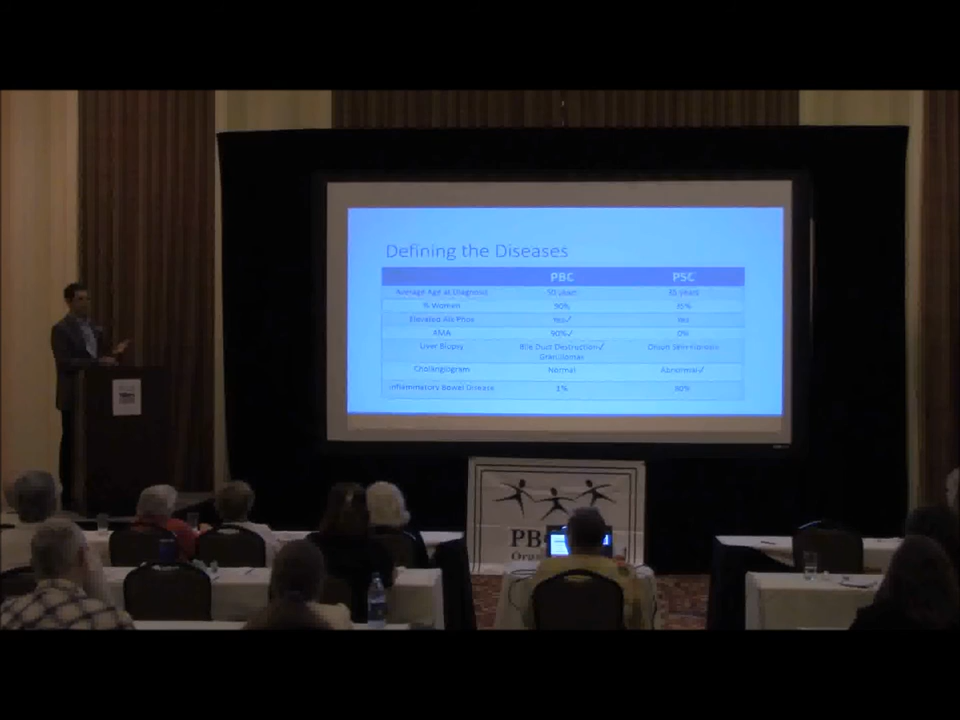 Defining the Diseases
PBC PSC
Average Age at Diagnosis 50 years 35 years
% Women 90% 35%
Elevated Alk Phos Yes✓ Yes
AMA 90%✓ 0%
Liver Biopsy Bile Duct Destruction✓ Onion Skin Fibrosis
Granulomas
Cholangiogram Normal Abnormal✓
Inflammatory Bowel Disease 1%
PB